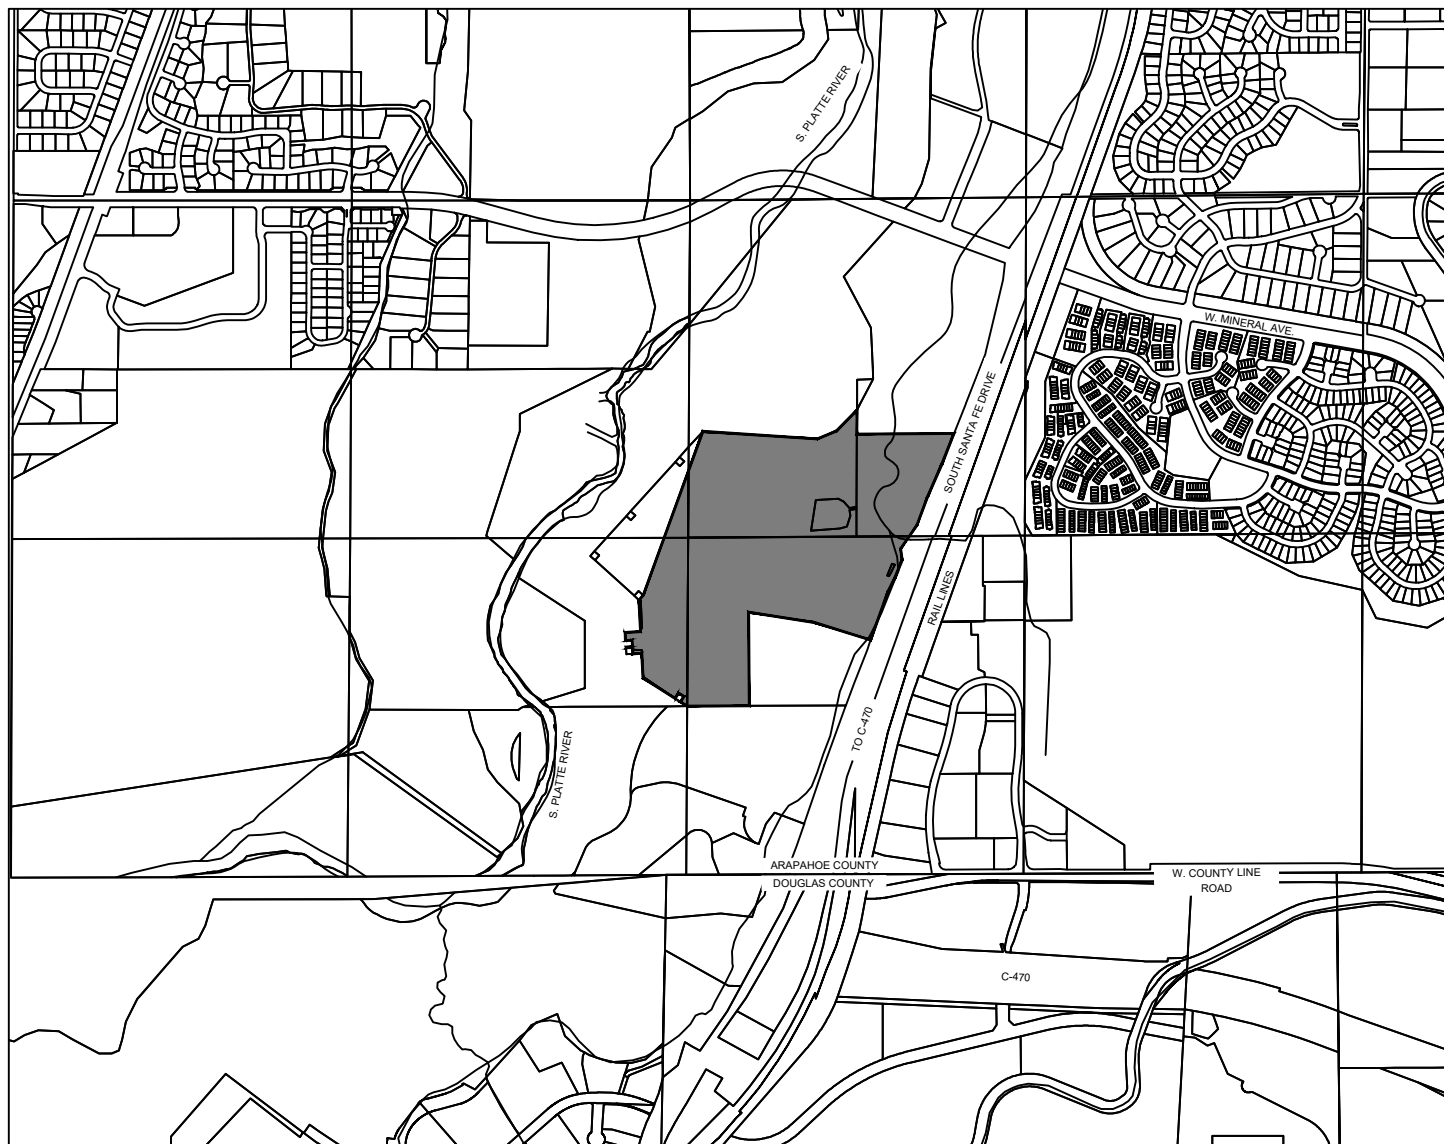 S. PLATTE RIVER
W. MINERAL AVE.
SOUTH SANTA FE DRIVE
RAIL LINES
TO C-470
S. PLATTE RIVER
ARAPAHOE COUNTY
DOUGLAS COUNTY
W. COUNTY LINE
ROAD
C-470